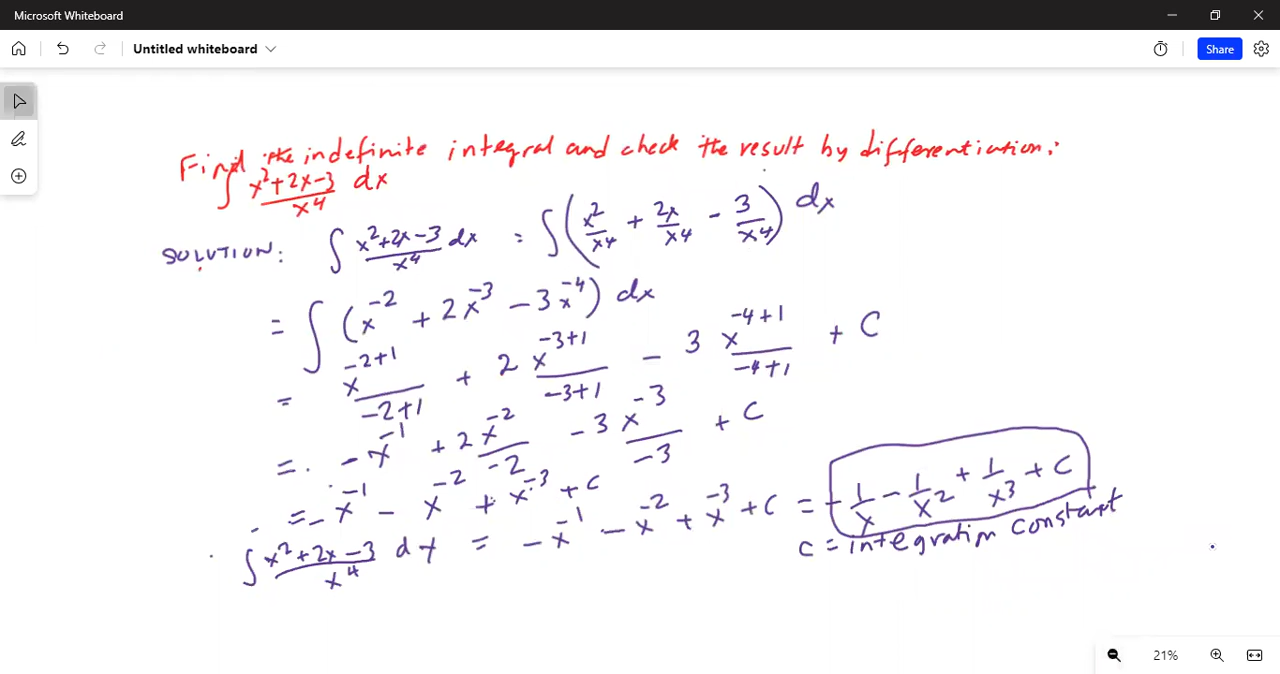 Microsoft Whiteboard
Untitled whiteboard
Share
Find the indefinite integral and check the result by differentiation:
∫ (x²+2x-3)/x⁴ dx
SOLUTION: ∫ (x²+2x-3)/x⁴ dx = ∫ (x²/x⁴ + 2x/x⁴ - 3/x⁴) dx
= ∫ (x⁻² + 2x⁻³ - 3x⁻⁴) dx
= x⁻²⁺¹/(-2+1) + 2 x⁻³⁺¹/(-3+1) - 3 x⁻⁴⁺¹/(-4+1) + C
= -x⁻¹ + 2x⁻²/-2 - 3x⁻³/-3 + C
= -x⁻¹ - x⁻² + x⁻³ + C
∫ (x²+2x-3)/x⁴ dx = -x⁻¹ - x⁻² + x⁻³ + C = -1/x - 1/x² + 1/x³ + C
C = integration constant
21%